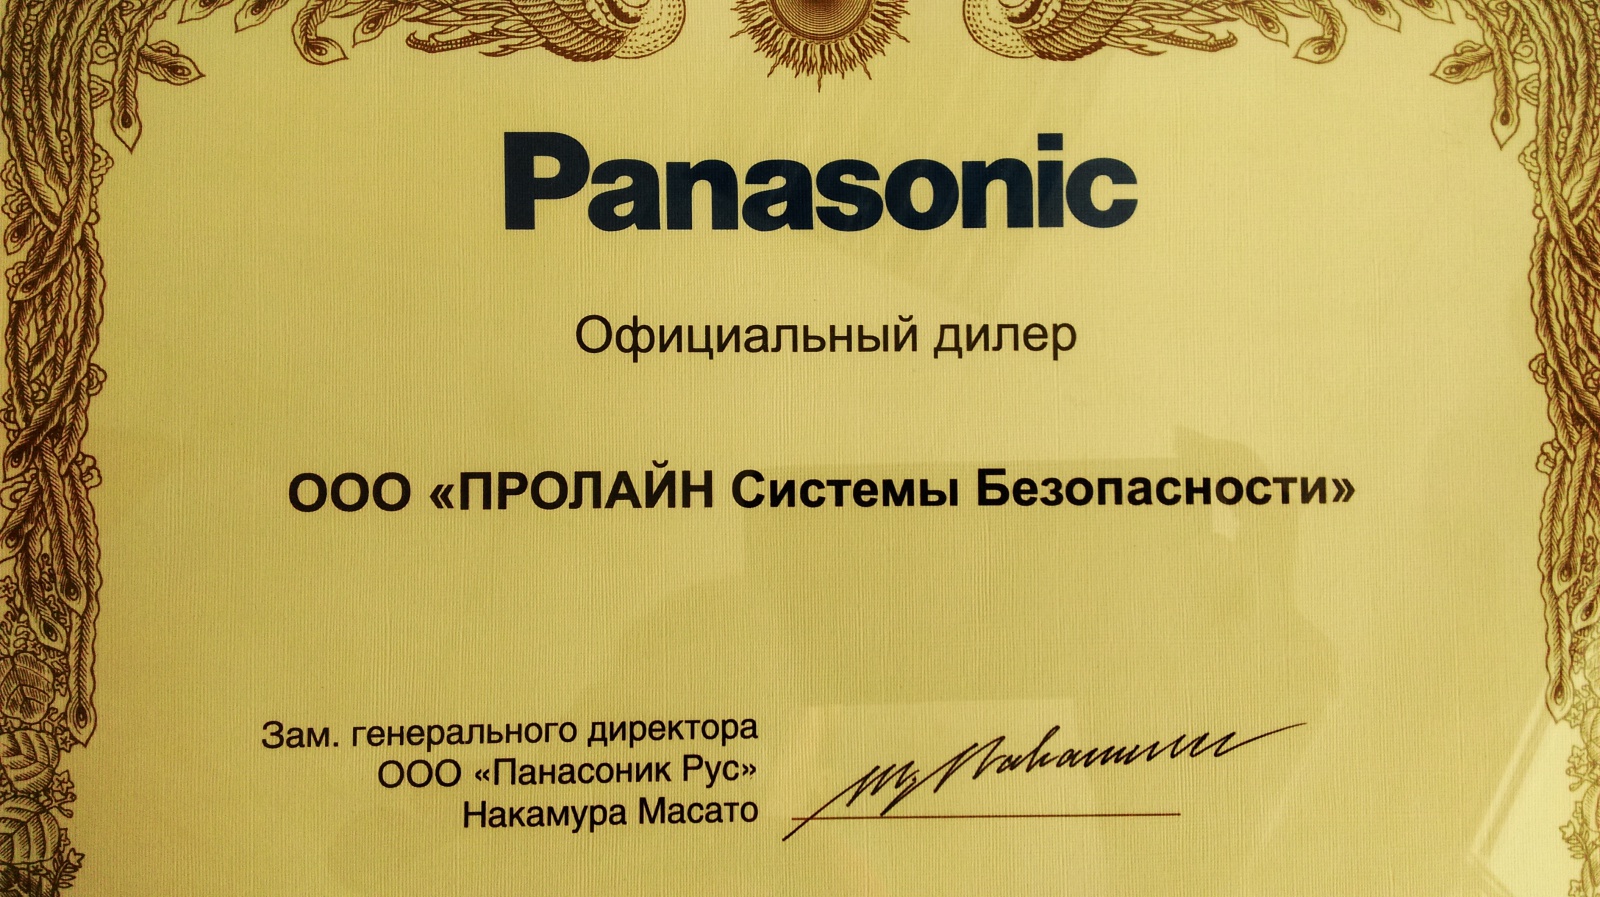 Panasonic
Официальный дилер
ООО «ПРОЛАЙН Системы Безопасности»
Зам. генерального директора
ООО «Панасоник Рус»
Накамура Масато